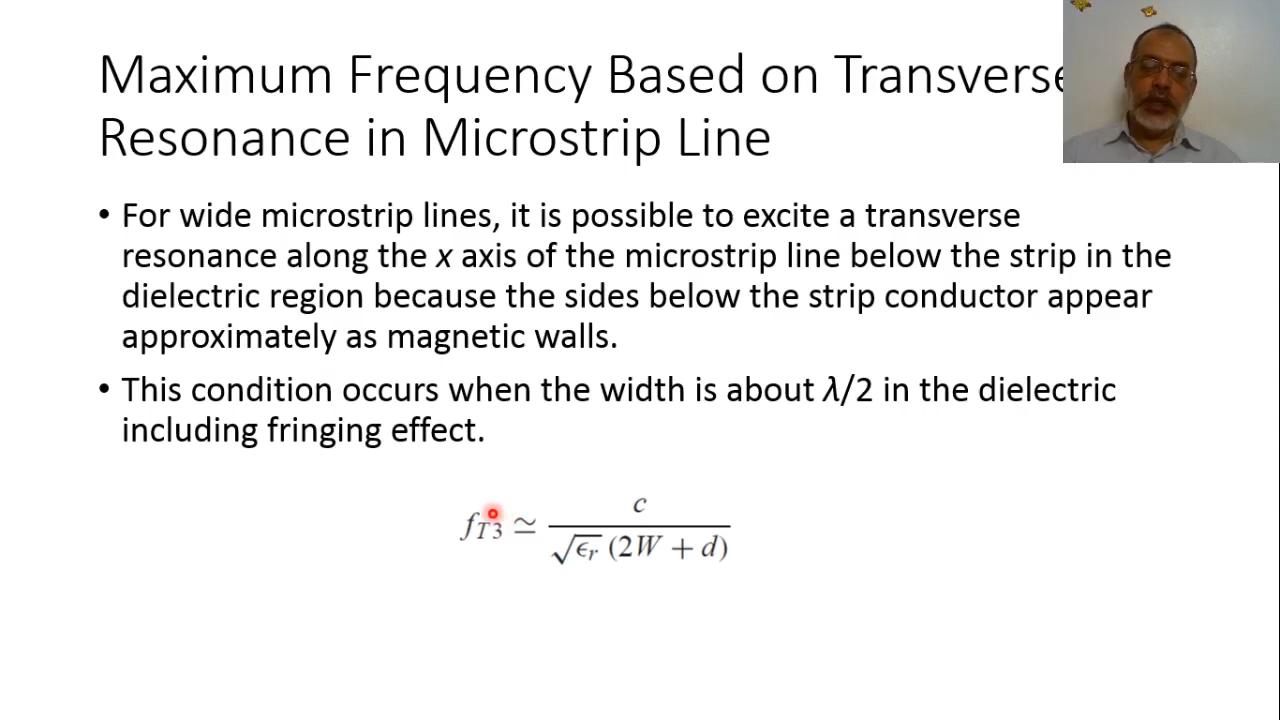 Maximum Frequency Based on Transverse
Resonance in Microstrip Line
• For wide microstrip lines, it is possible to excite a transverse
resonance along the x axis of the microstrip line below the strip in the
dielectric region because the sides below the strip conductor appear
approximately as magnetic walls.
• This condition occurs when the width is about λ/2 in the dielectric
including fringing effect.
f_{T3} ≃ c / (√ϵ_r (2W + d))